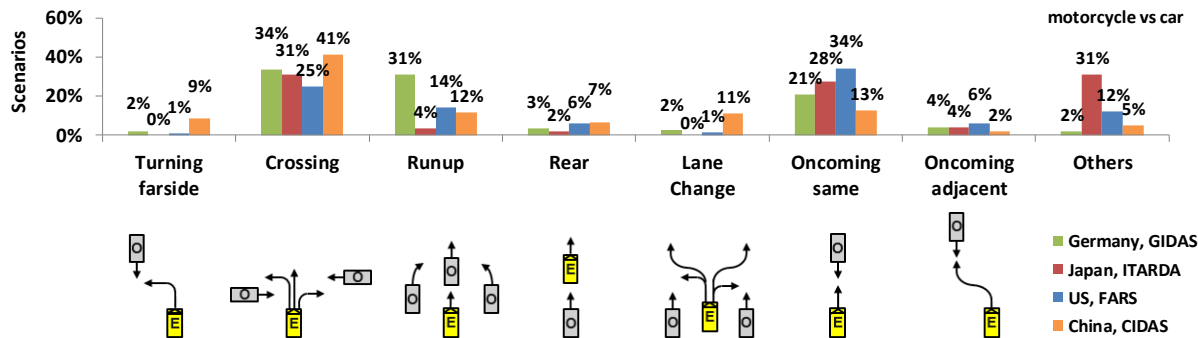 60%
40%
20%
0%
Scenarios
motorcycle vs car
2%
0%
1%
9%
34%
31%
25%
41%
31%
4%
14%
12%
3%
2%
6%
7%
2%
0%
1%
11%
21%
28%
34%
13%
4%
4%
6%
2%
2%
31%
12%
5%
Turning
farside
Crossing
Runup
Rear
Lane
Change
Oncoming
same
Oncoming
adjacent
Others
O
E
O
O
E
O
O
O
E
E
O
O
E
O
O
E
O
E
Germany, GIDAS
Japan, ITARDA
US, FARS
China, CIDAS